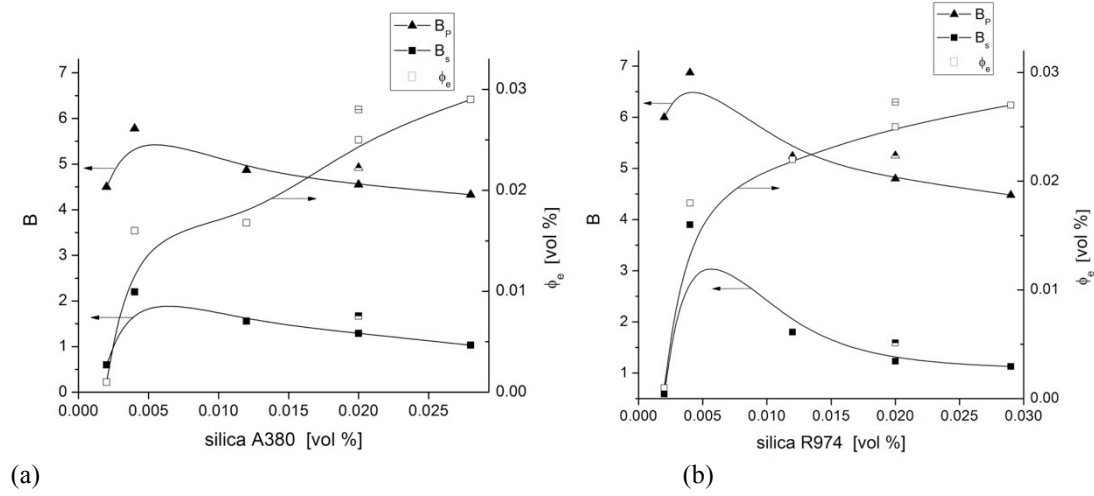 B_P
B_s
ϕ_e
7
6
5
4
3
2
1
0
B
0.03
0.02
0.01
0.00
ϕ_e [vol %]
0.000 0.005 0.010 0.015 0.020 0.025
silica A380 [vol %]
(a)
B_P
B_s
ϕ_e
7
6
5
4
3
2
1
B
0.03
0.02
0.01
0.00
ϕ_e [vol %]
0.000 0.005 0.010 0.015 0.020 0.025 0.030
silica R974 [vol %]
(b)